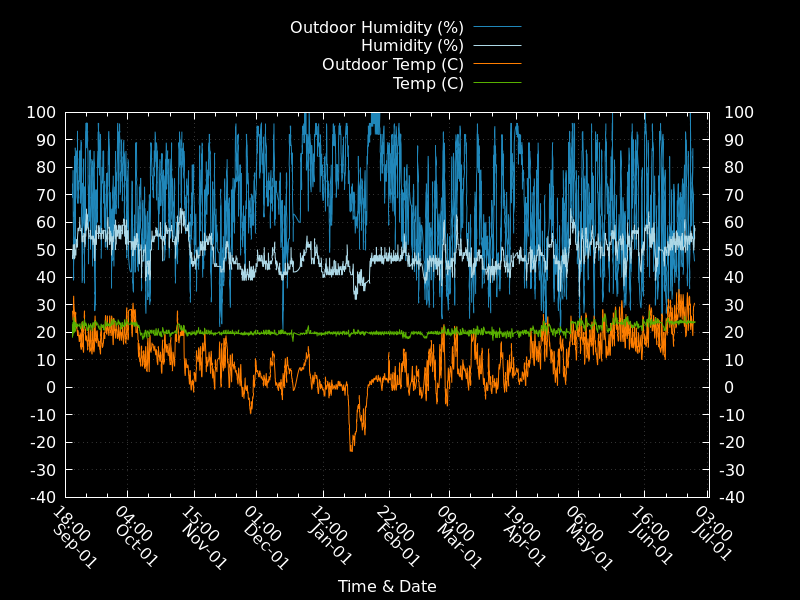 Outdoor Humidity (%)
Humidity (%)
Outdoor Temp (C)
Temp (C)
100 100
90 90
80 80
70 70
60 60
50 50
40 40
30 30
20 20
10 10
0 0
-10 -10
-20 -20
-30 -30
-40 -40
18:00 Sep-01
04:00 Oct-01
15:00 Nov-01
01:00 Dec-01
12:00 Jan-01
22:00 Feb-01
09:00 Mar-01
19:00 Apr-01
06:00 May-01
16:00 Jun-01
03:00 Jul-01
Time & Date